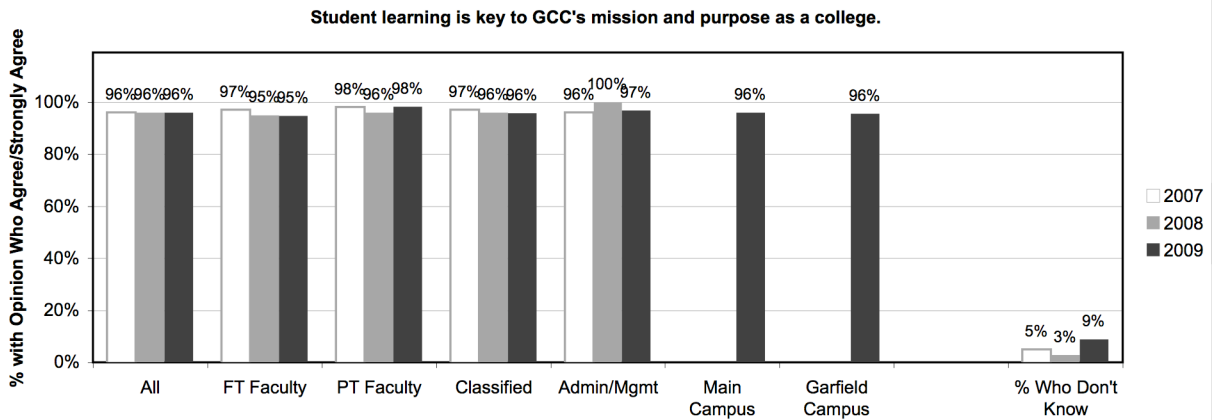 Student learning is key to GCC's mission and purpose as a college.
% with Opinion Who Agree/Strongly Agree
100%
80%
60%
40%
20%
0%
96% 96% 96%
97% 95% 95%
98% 96% 98%
97% 96% 96%
96% 100% 97%
96%
96%
5% 3% 9%
All
FT Faculty
PT Faculty
Classified
Admin/Mgmt
Main
Campus
Garfield
Campus
% Who Don't
Know
2007
2008
2009